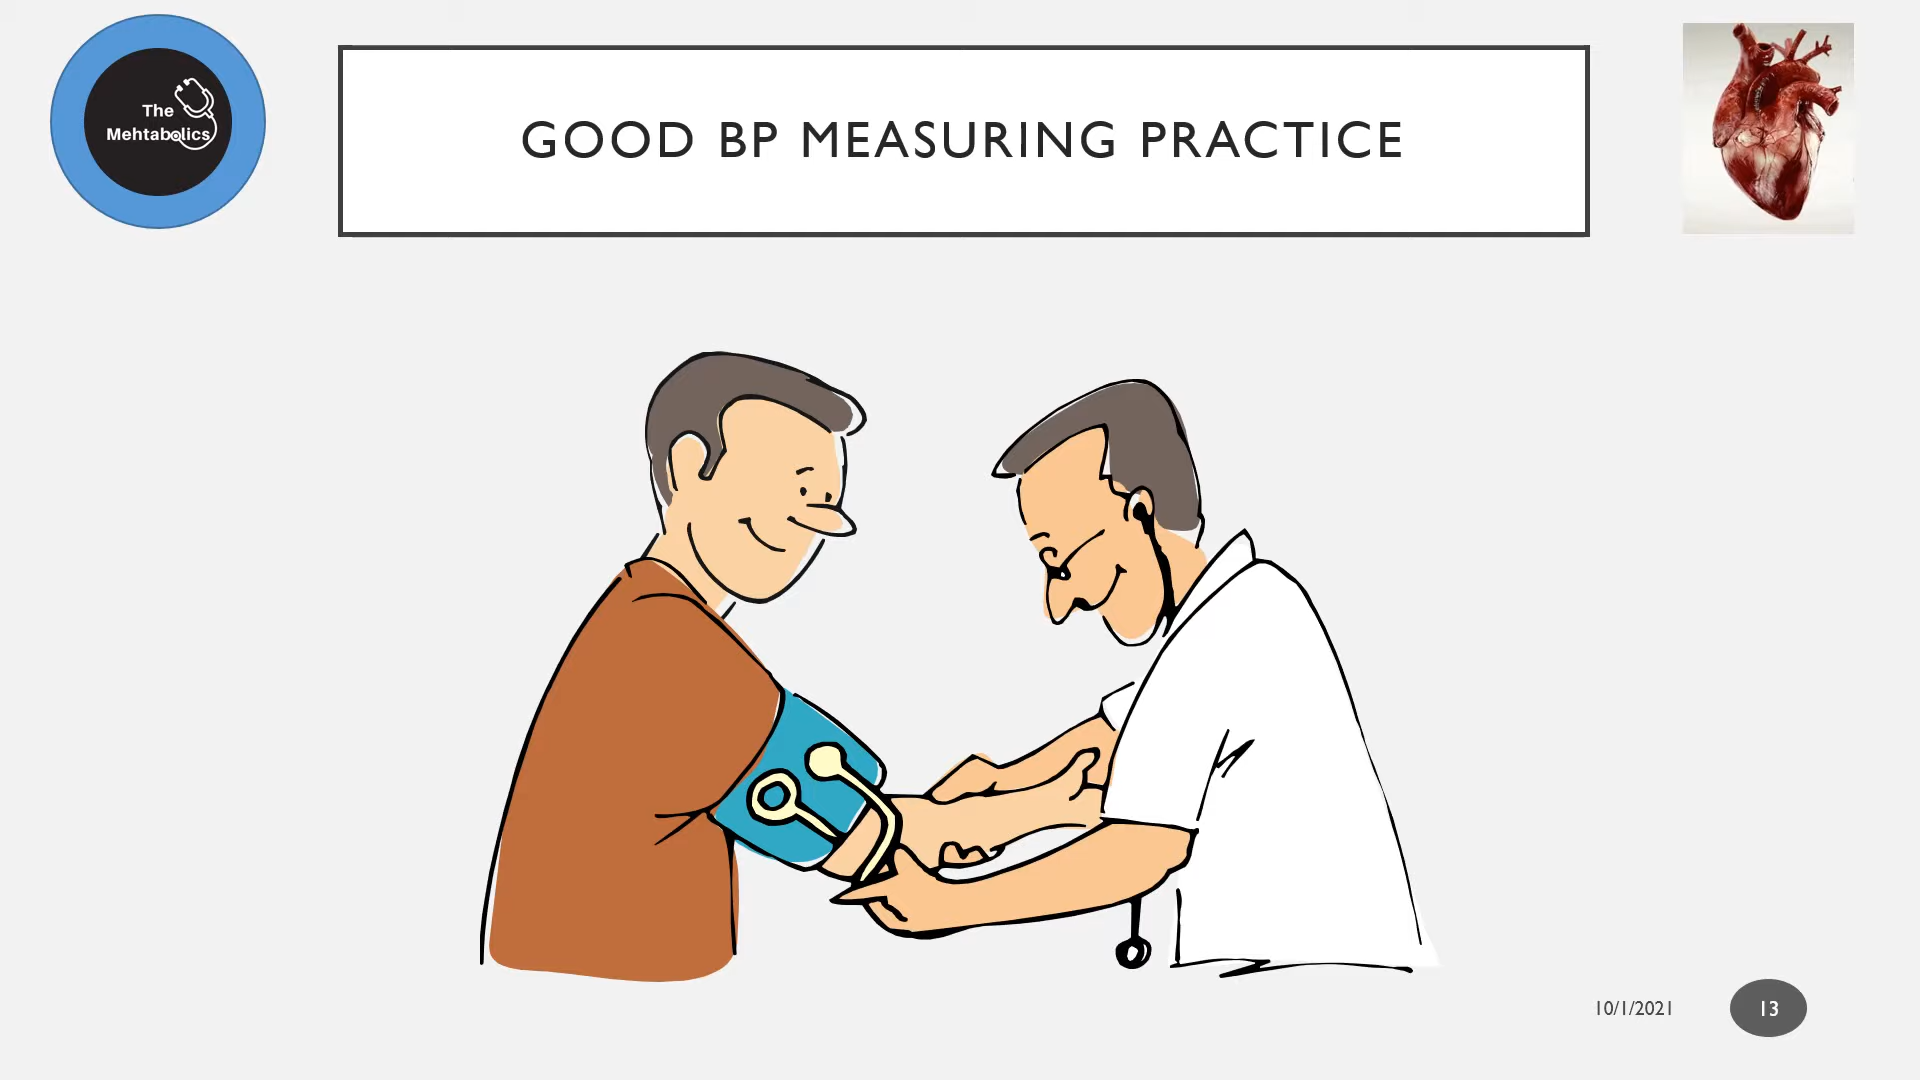 The
Mehtabolics
GOOD BP MEASURING PRACTICE
10/1/2021
13